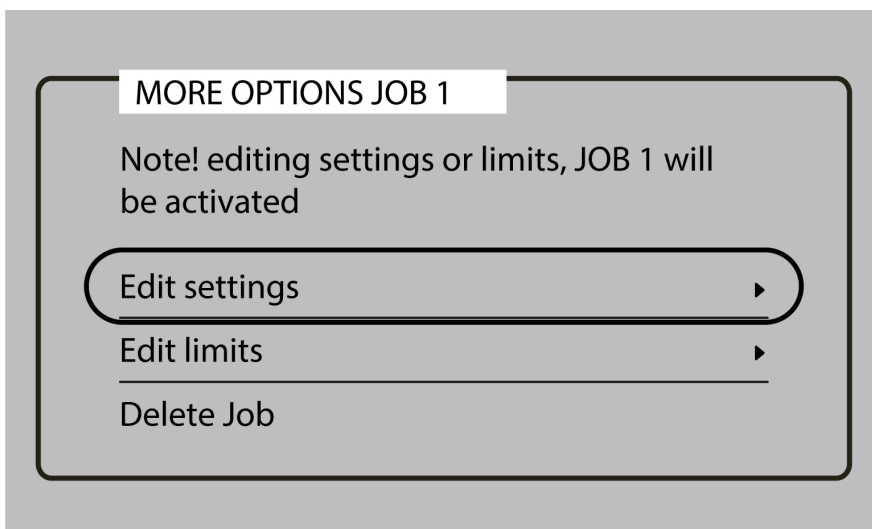 MORE OPTIONS JOB 1
Note! editing settings or limits, JOB 1 will
be activated
Edit settings
Edit limits
Delete Job